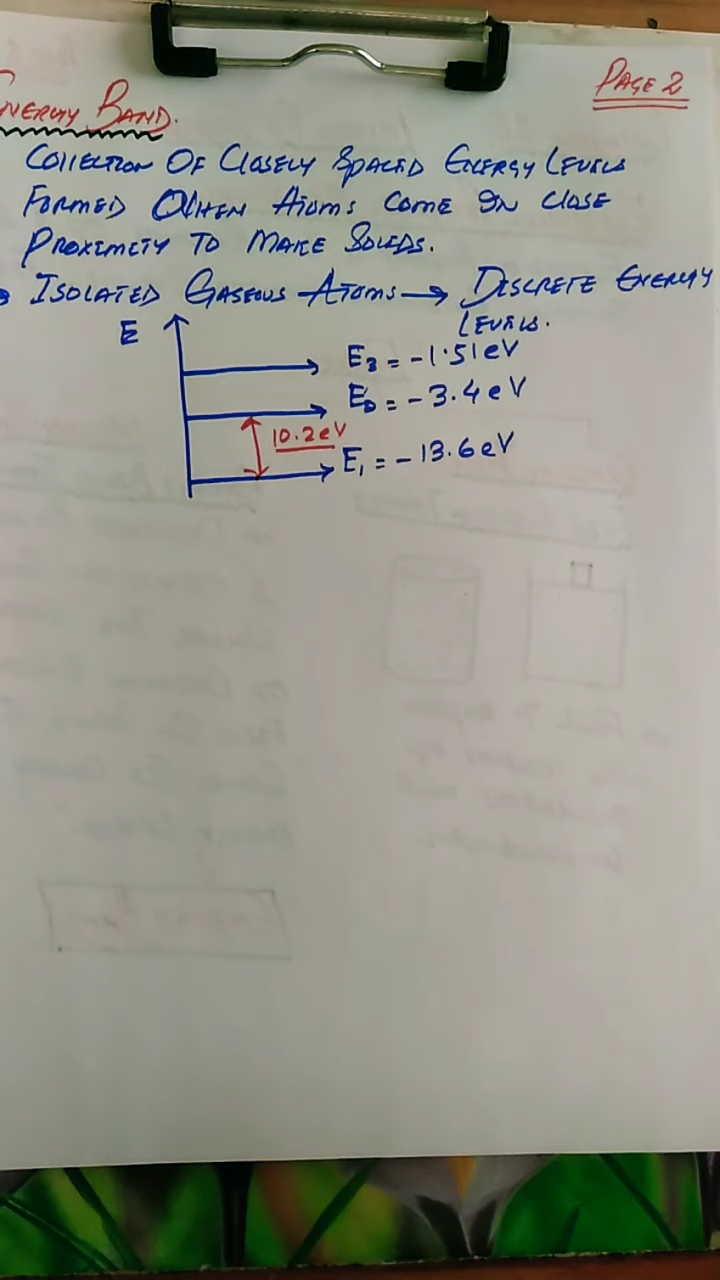 PAGE 2
ENERGY BAND.
COLLECTION OF CLOSELY SPACED ENERGY LEVELS
FORMED WHEN ATOMS COME IN CLOSE
PROXIMITY TO MAKE SOLIDS.
ISOLATED GASEOUS ATOMS → DISCRETE ENERGY
LEVELS.
E
E₃ = -1.51eV
E₂ = -3.4eV
10.2eV
E₁ = -13.6eV